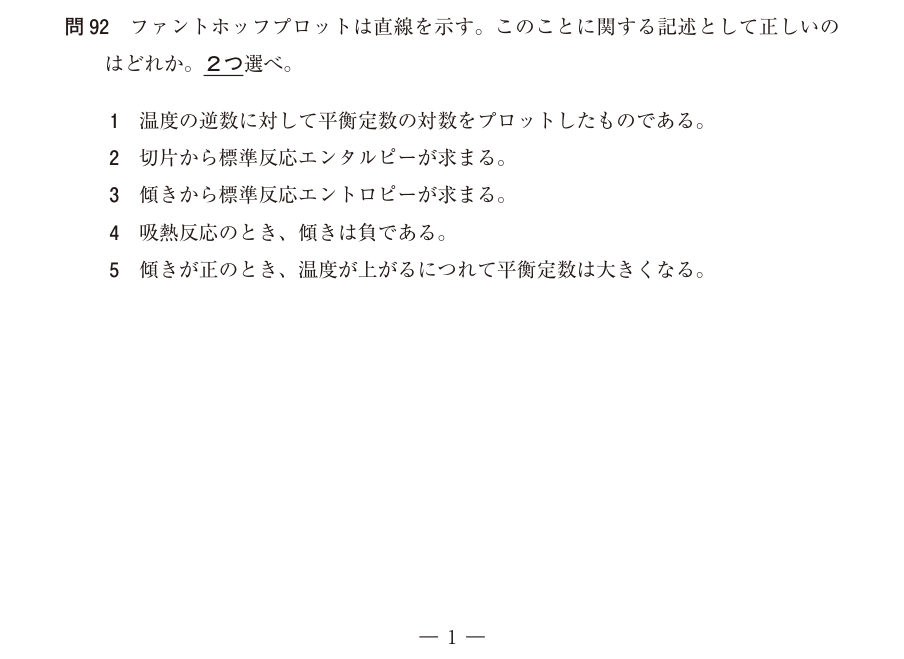 問 92　ファントホッフプロットは直線を示す。このことに関する記述として正しいの
はどれか。２つ選べ。
1　温度の逆数に対して平衡定数の対数をプロットしたものである。
2　切片から標準反応エンタルピーが求まる。
3　傾きから標準反応エントロピーが求まる。
4　吸熱反応のとき、傾きは負である。
5　傾きが正のとき、温度が上がるにつれて平衡定数は大きくなる。
― 1 ―